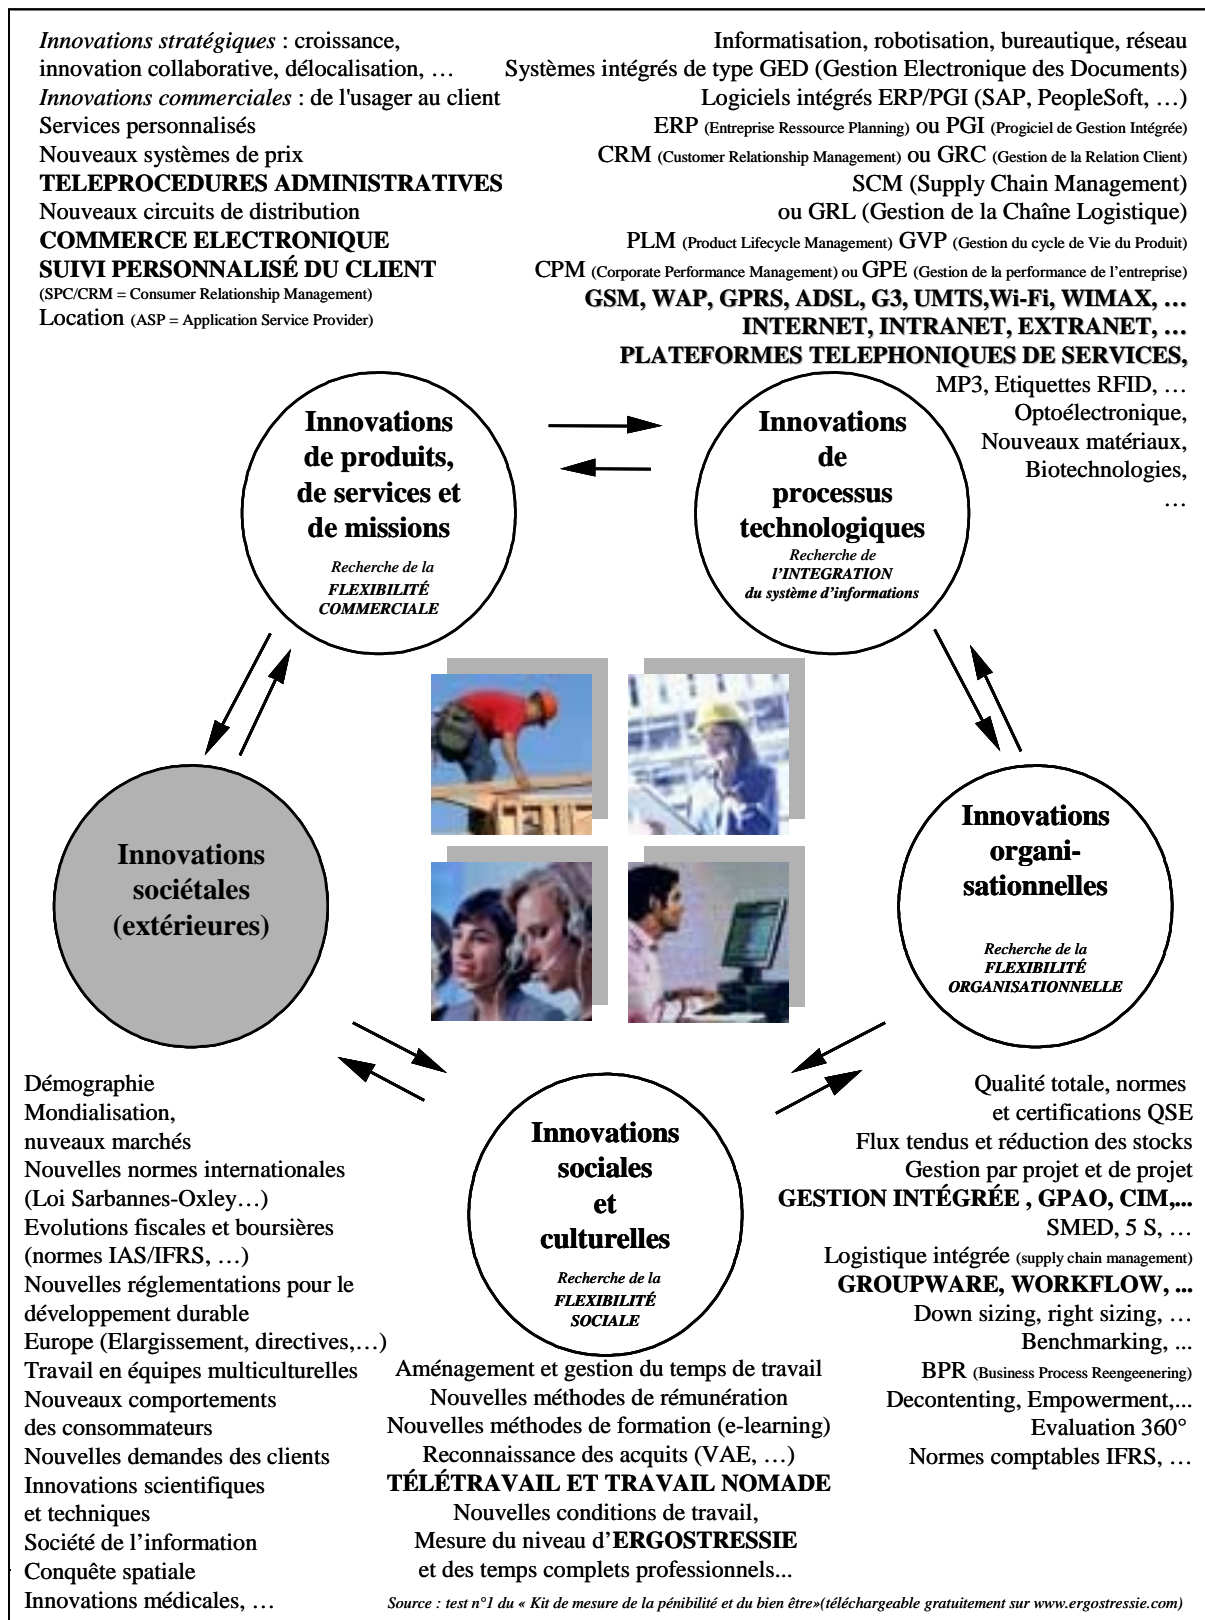 Innovations stratégiques : croissance,
innovation collaborative, délocalisation, …
Innovations commerciales : de l'usager au client
Services personnalisés
Nouveaux systèmes de prix
TELEPROCEDURES ADMINISTRATIVES
Nouveaux circuits de distribution
COMMERCE ELECTRONIQUE
SUIVI PERSONNALISÉ DU CLIENT
(SPC/CRM = Consumer Relationship Management)
Location (ASP = Application Service Provider)
Informatisation, robotisation, bureautique, réseau
Systèmes intégrés de type GED (Gestion Electronique des Documents)
Logiciels intégrés ERP/PGI (SAP, PeopleSoft, …)
ERP (Entreprise Ressource Planning) ou PGI (Progiciel de Gestion Intégrée)
CRM (Customer Relationship Management) ou GRC (Gestion de la Relation Client)
SCM (Supply Chain Management)
ou GRL (Gestion de la Chaîne Logistique)
PLM (Product Lifecycle Management) GVP (Gestion du cycle de Vie du Produit)
CPM (Corporate Performance Management) ou GPE (Gestion de la performance de l'entreprise)
GSM, WAP, GPRS, ADSL, G3, UMTS,Wi-Fi, WIMAX, …
INTERNET, INTRANET, EXTRANET, …
PLATEFORMES TELEPHONIQUES DE SERVICES,
MP3, Etiquettes RFID, …
Optoélectronique,
Nouveaux matériaux,
Biotechnologies,
…
Innovations
de produits,
de services et
de missions
Recherche de la
FLEXIBILITÉ
COMMERCIALE
Innovations
de
processus
technologiques
Recherche de
l'INTEGRATION
du système d'informations
Innovations
sociétales
(extérieures)
Innovations
organi-
sationnelles
Recherche de la
FLEXIBILITÉ
ORGANISATIONNELLE
Innovations
sociales
et
culturelles
Recherche de la
FLEXIBILITÉ
SOCIALE
Démographie
Mondialisation,
nuveaux marchés
Nouvelles normes internationales
(Loi Sarbannes-Oxley…)
Evolutions fiscales et boursières
(normes IAS/IFRS, …)
Nouvelles réglementations pour le
développement durable
Europe (Elargissement, directives,…)
Travail en équipes multiculturelles
Nouveaux comportements
des consommateurs
Nouvelles demandes des clients
Innovations scientifiques
et techniques
Société de l'information
Conquête spatiale
Innovations médicales, …
Aménagement et gestion du temps de travail
Nouvelles méthodes de rémunération
Nouvelles méthodes de formation (e-learning)
Reconnaissance des acquits (VAE, …)
TÉLÉTRAVAIL ET TRAVAIL NOMADE
Nouvelles conditions de travail,
Mesure du niveau d'ERGOSTRESSIE
et des temps complets professionnels...
Qualité totale, normes
et certifications QSE
Flux tendus et réduction des stocks
Gestion par projet et de projet
GESTION INTÉGRÉE , GPAO, CIM,...
SMED, 5 S, …
Logistique intégrée (supply chain management)
GROUPWARE, WORKFLOW, ...
Down sizing, right sizing, …
Benchmarking, ...
BPR (Business Process Reengeenering)
Decontenting, Empowerment,...
Evaluation 360°
Normes comptables IFRS, …
Source : test n°1 du « Kit de mesure de la pénibilité et du bien être»(téléchargeable gratuitement sur www.ergostressie.com)